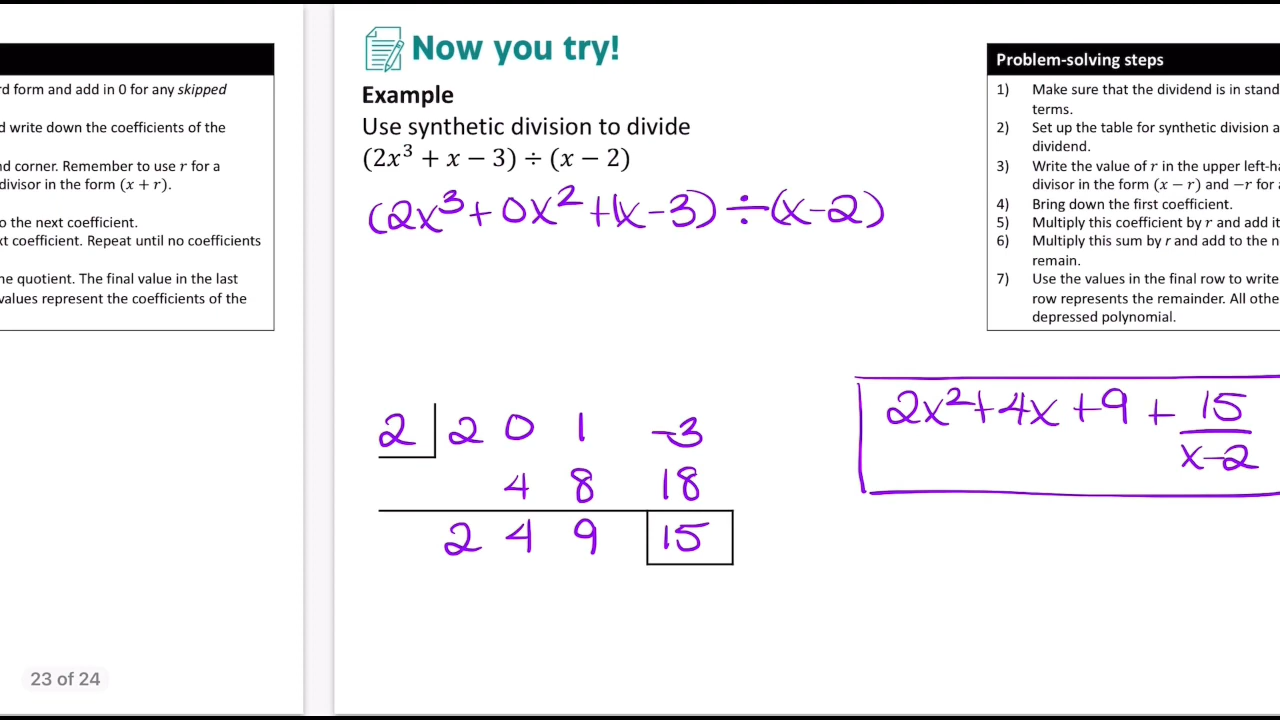 rd form and add in 0 for any skipped
d write down the coefficients of the
nd corner. Remember to use r for a
divisor in the form (x + r).
o the next coefficient.
xt coefficient. Repeat until no coefficients
he quotient. The final value in the last
values represent the coefficients of the
23 of 24
Now you try!
Example
Use synthetic division to divide
(2x³ + x − 3) ÷ (x − 2)
(2x³ + 0x² + 1x − 3) ÷ (x − 2)
2 2 0 1 −3
4 8 18
2 4 9 15
Problem-solving steps
1) Make sure that the dividend is in stand
terms.
2) Set up the table for synthetic division a
dividend.
3) Write the value of r in the upper left-ha
divisor in the form (x − r) and −r for a
4) Bring down the first coefficient.
5) Multiply this coefficient by r and add it
6) Multiply this sum by r and add to the n
remain.
7) Use the values in the final row to write
row represents the remainder. All othe
depressed polynomial.
2x² + 4x + 9 + 15
x − 2